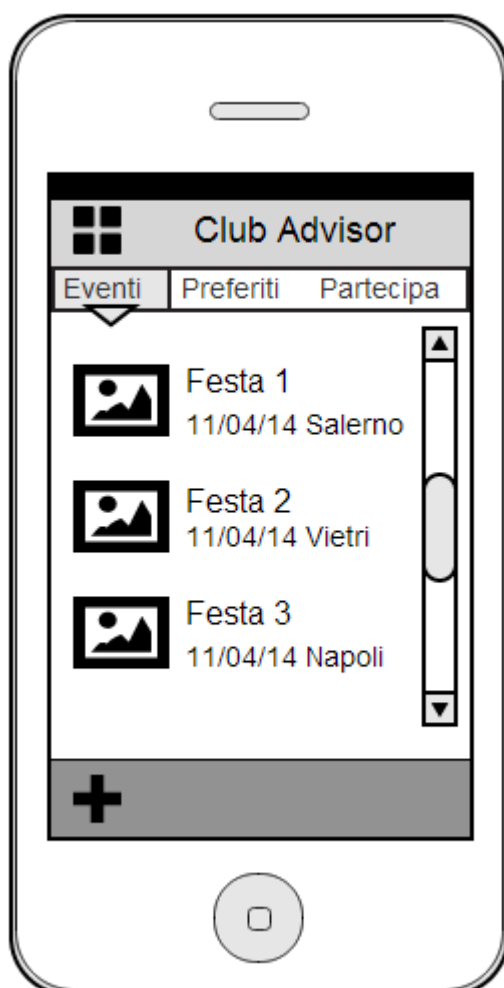 Club Advisor
Eventi Preferiti Partecipa
Festa 1
11/04/14 Salerno
Festa 2
11/04/14 Vietri
Festa 3
11/04/14 Napoli